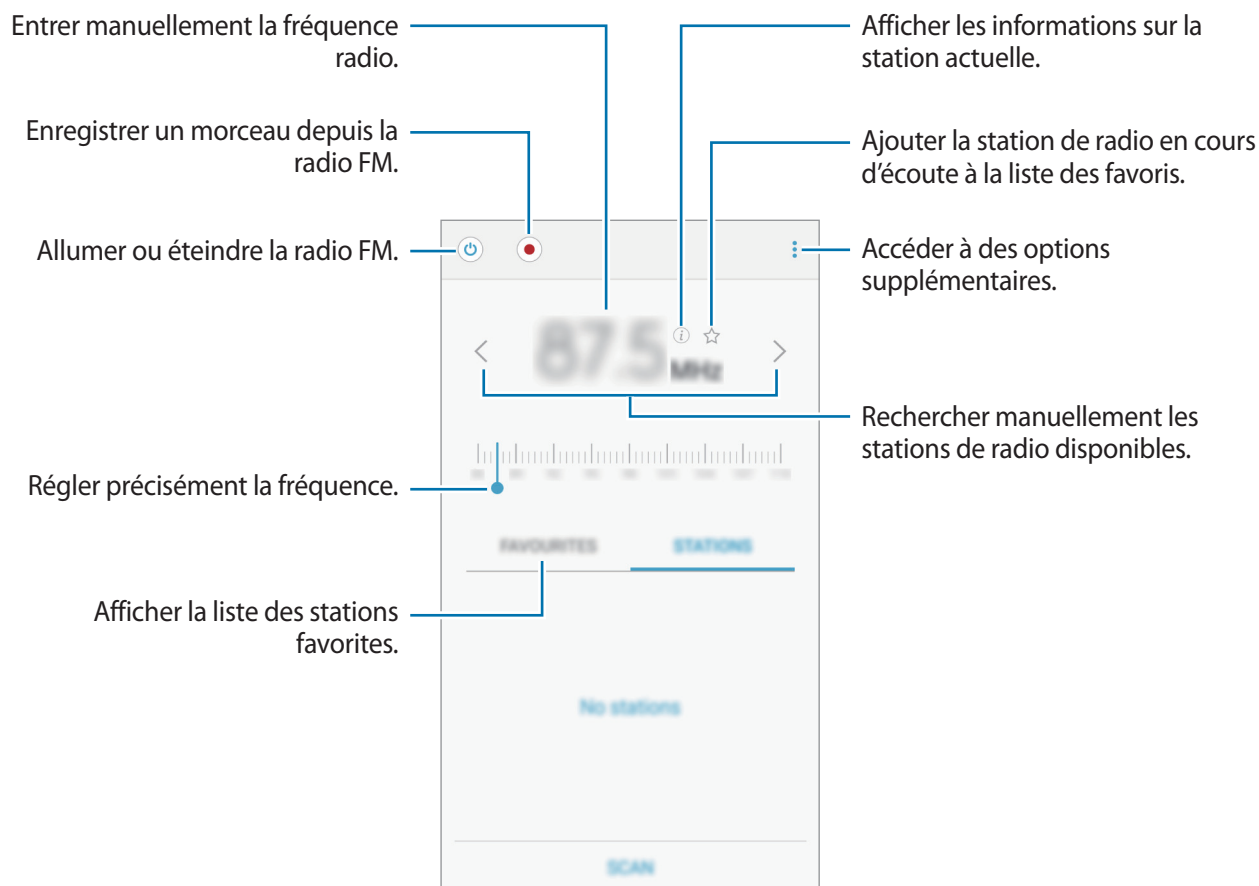 Entrer manuellement la fréquence
radio.
Afficher les informations sur la
station actuelle.
Enregistrer un morceau depuis la
radio FM.
Ajouter la station de radio en cours
d'écoute à la liste des favoris.
Allumer ou éteindre la radio FM.
Accéder à des options
supplémentaires.
87.5
MHz
Rechercher manuellement les
stations de radio disponibles.
Régler précisément la fréquence.
FAVOURITES
STATIONS
Afficher la liste des stations
favorites.
No stations
SCAN